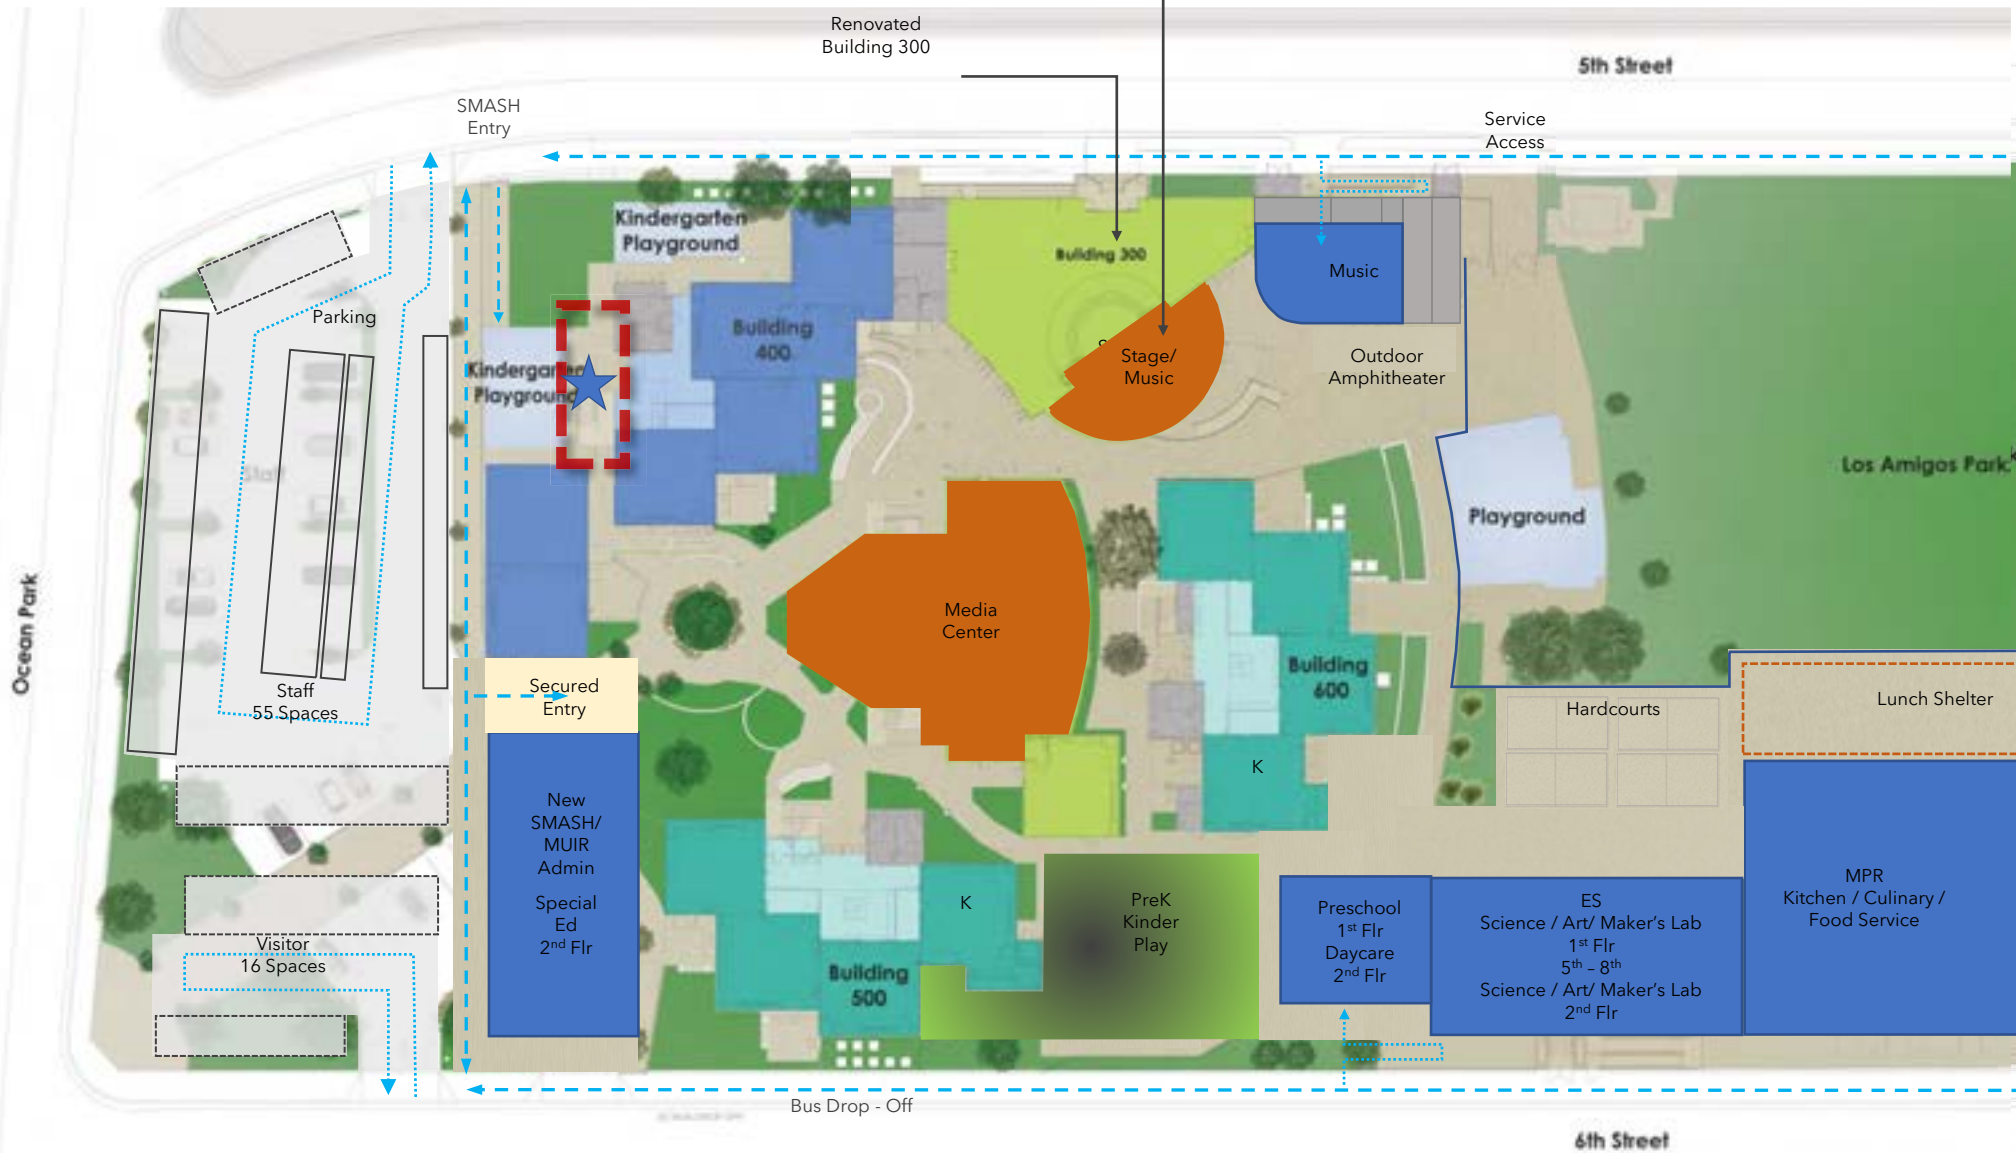 Renovated
Building 300
5th Street
SMASH
Entry
Service
Access
Kindergarten
Playground
Building 300
Music
Parking
Building
400
Stage/
Music
Outdoor
Amphitheater
Kindergarten
Playground
Los Amigos Park
Staff
Playground
Ocean Park
Media
Center
Building
600
Secured
Entry
Staff
55 Spaces
Hardcourts
Lunch Shelter
K
New
SMASH/
MUIR
Admin
Special
Ed
2nd Flr
K
PreK
Kinder
Play
Preschool
1st Flr
Daycare
2nd Flr
ES
Science / Art/ Maker's Lab
1st Flr
5th – 8th
Science / Art/ Maker's Lab
2nd Flr
MPR
Kitchen / Culinary /
Food Service
Visitor
16 Spaces
Building
500
Bus Drop - Off
6th Street